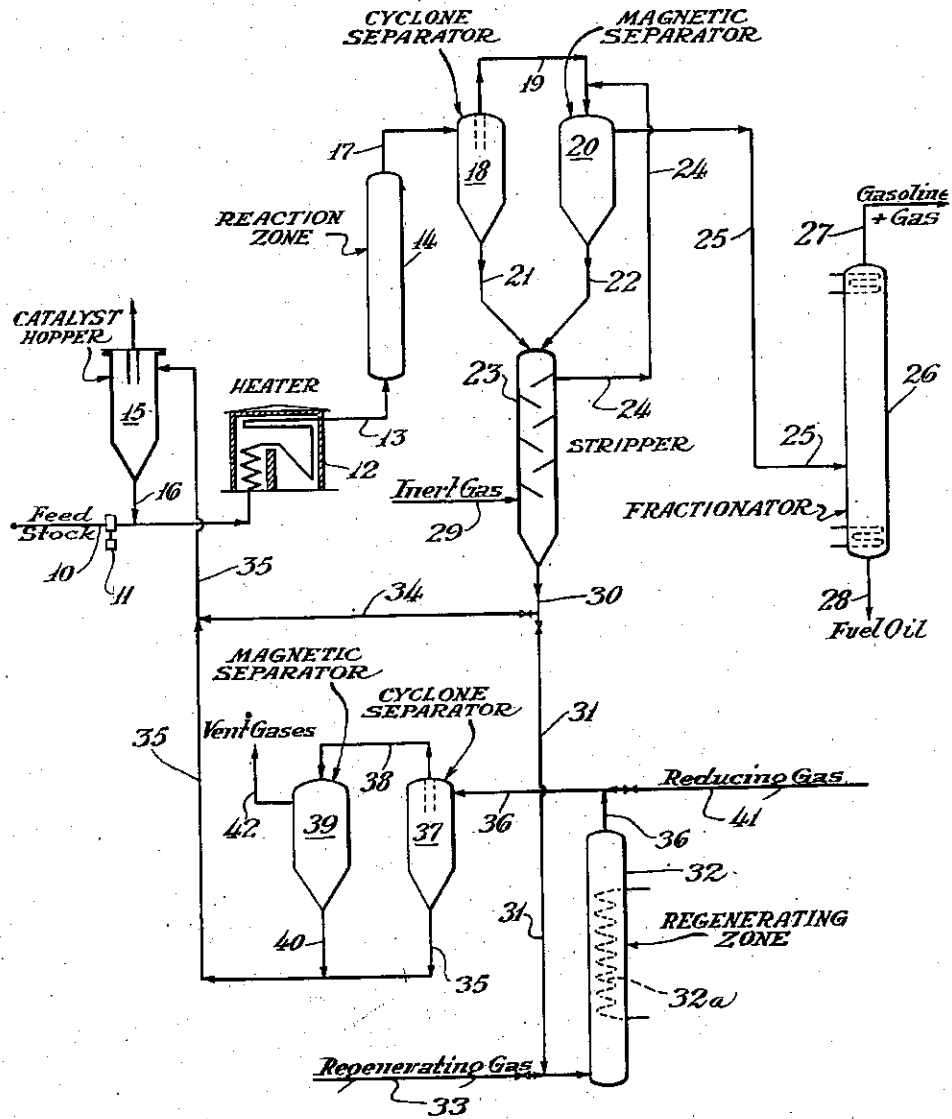 CYCLONE
SEPARATOR
MAGNETIC
SEPARATOR
19
17
18
20
24
REACTION
ZONE
14
25
Gasoline
+ Gas
27
21
22
CATALYST
HOPPER
15
HEATER
23
24
26
13
12
STRIPPER
25
16
Inert Gas
29
FRACTIONATOR
Feed
Stock
10
11
35
34
30
28
Fuel Oil
MAGNETIC
SEPARATOR
CYCLONE
SEPARATOR
31
Vent Gases
38
35
Reducing Gas
42
39
37
36
41
36
32
31
REGENERATING
ZONE
40
35
32a
Regenerating Gas
33